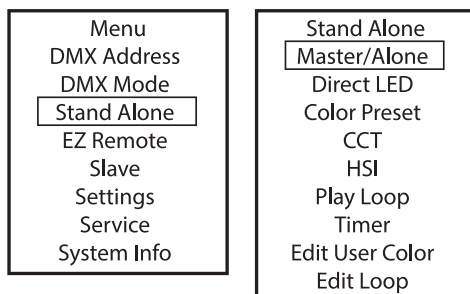 Menu
DMX Address
DMX Mode
Stand Alone
EZ Remote
Slave
Settings
Service
System Info
Stand Alone
Master/Alone
Direct LED
Color Preset
CCT
HSI
Play Loop
Timer
Edit User Color
Edit Loop